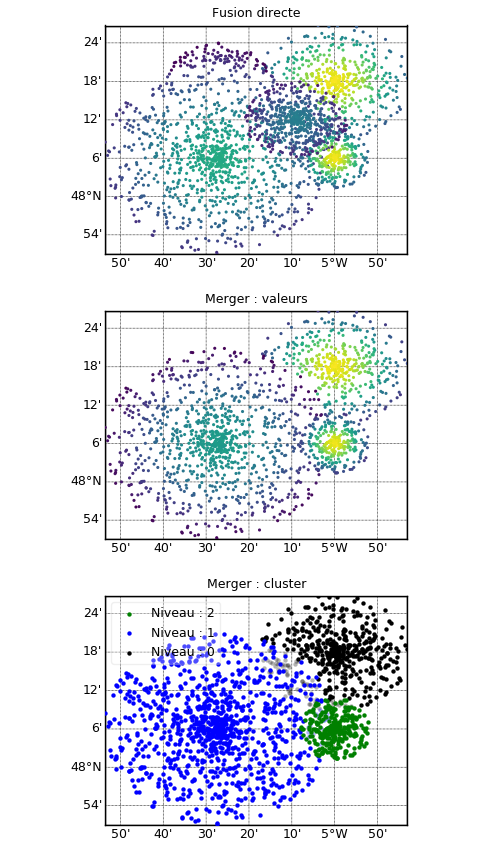 Fusion directe
24'
18'
12'
6'
48°N
54'
50' 40' 30' 20' 10' 5°W 50'
Merger : valeurs
24'
18'
12'
6'
48°N
54'
50' 40' 30' 20' 10' 5°W 50'
Merger : cluster
24' Niveau : 2
Niveau : 1
18' Niveau : 0
12'
6'
48°N
54'
50' 40' 30' 20' 10' 5°W 50'